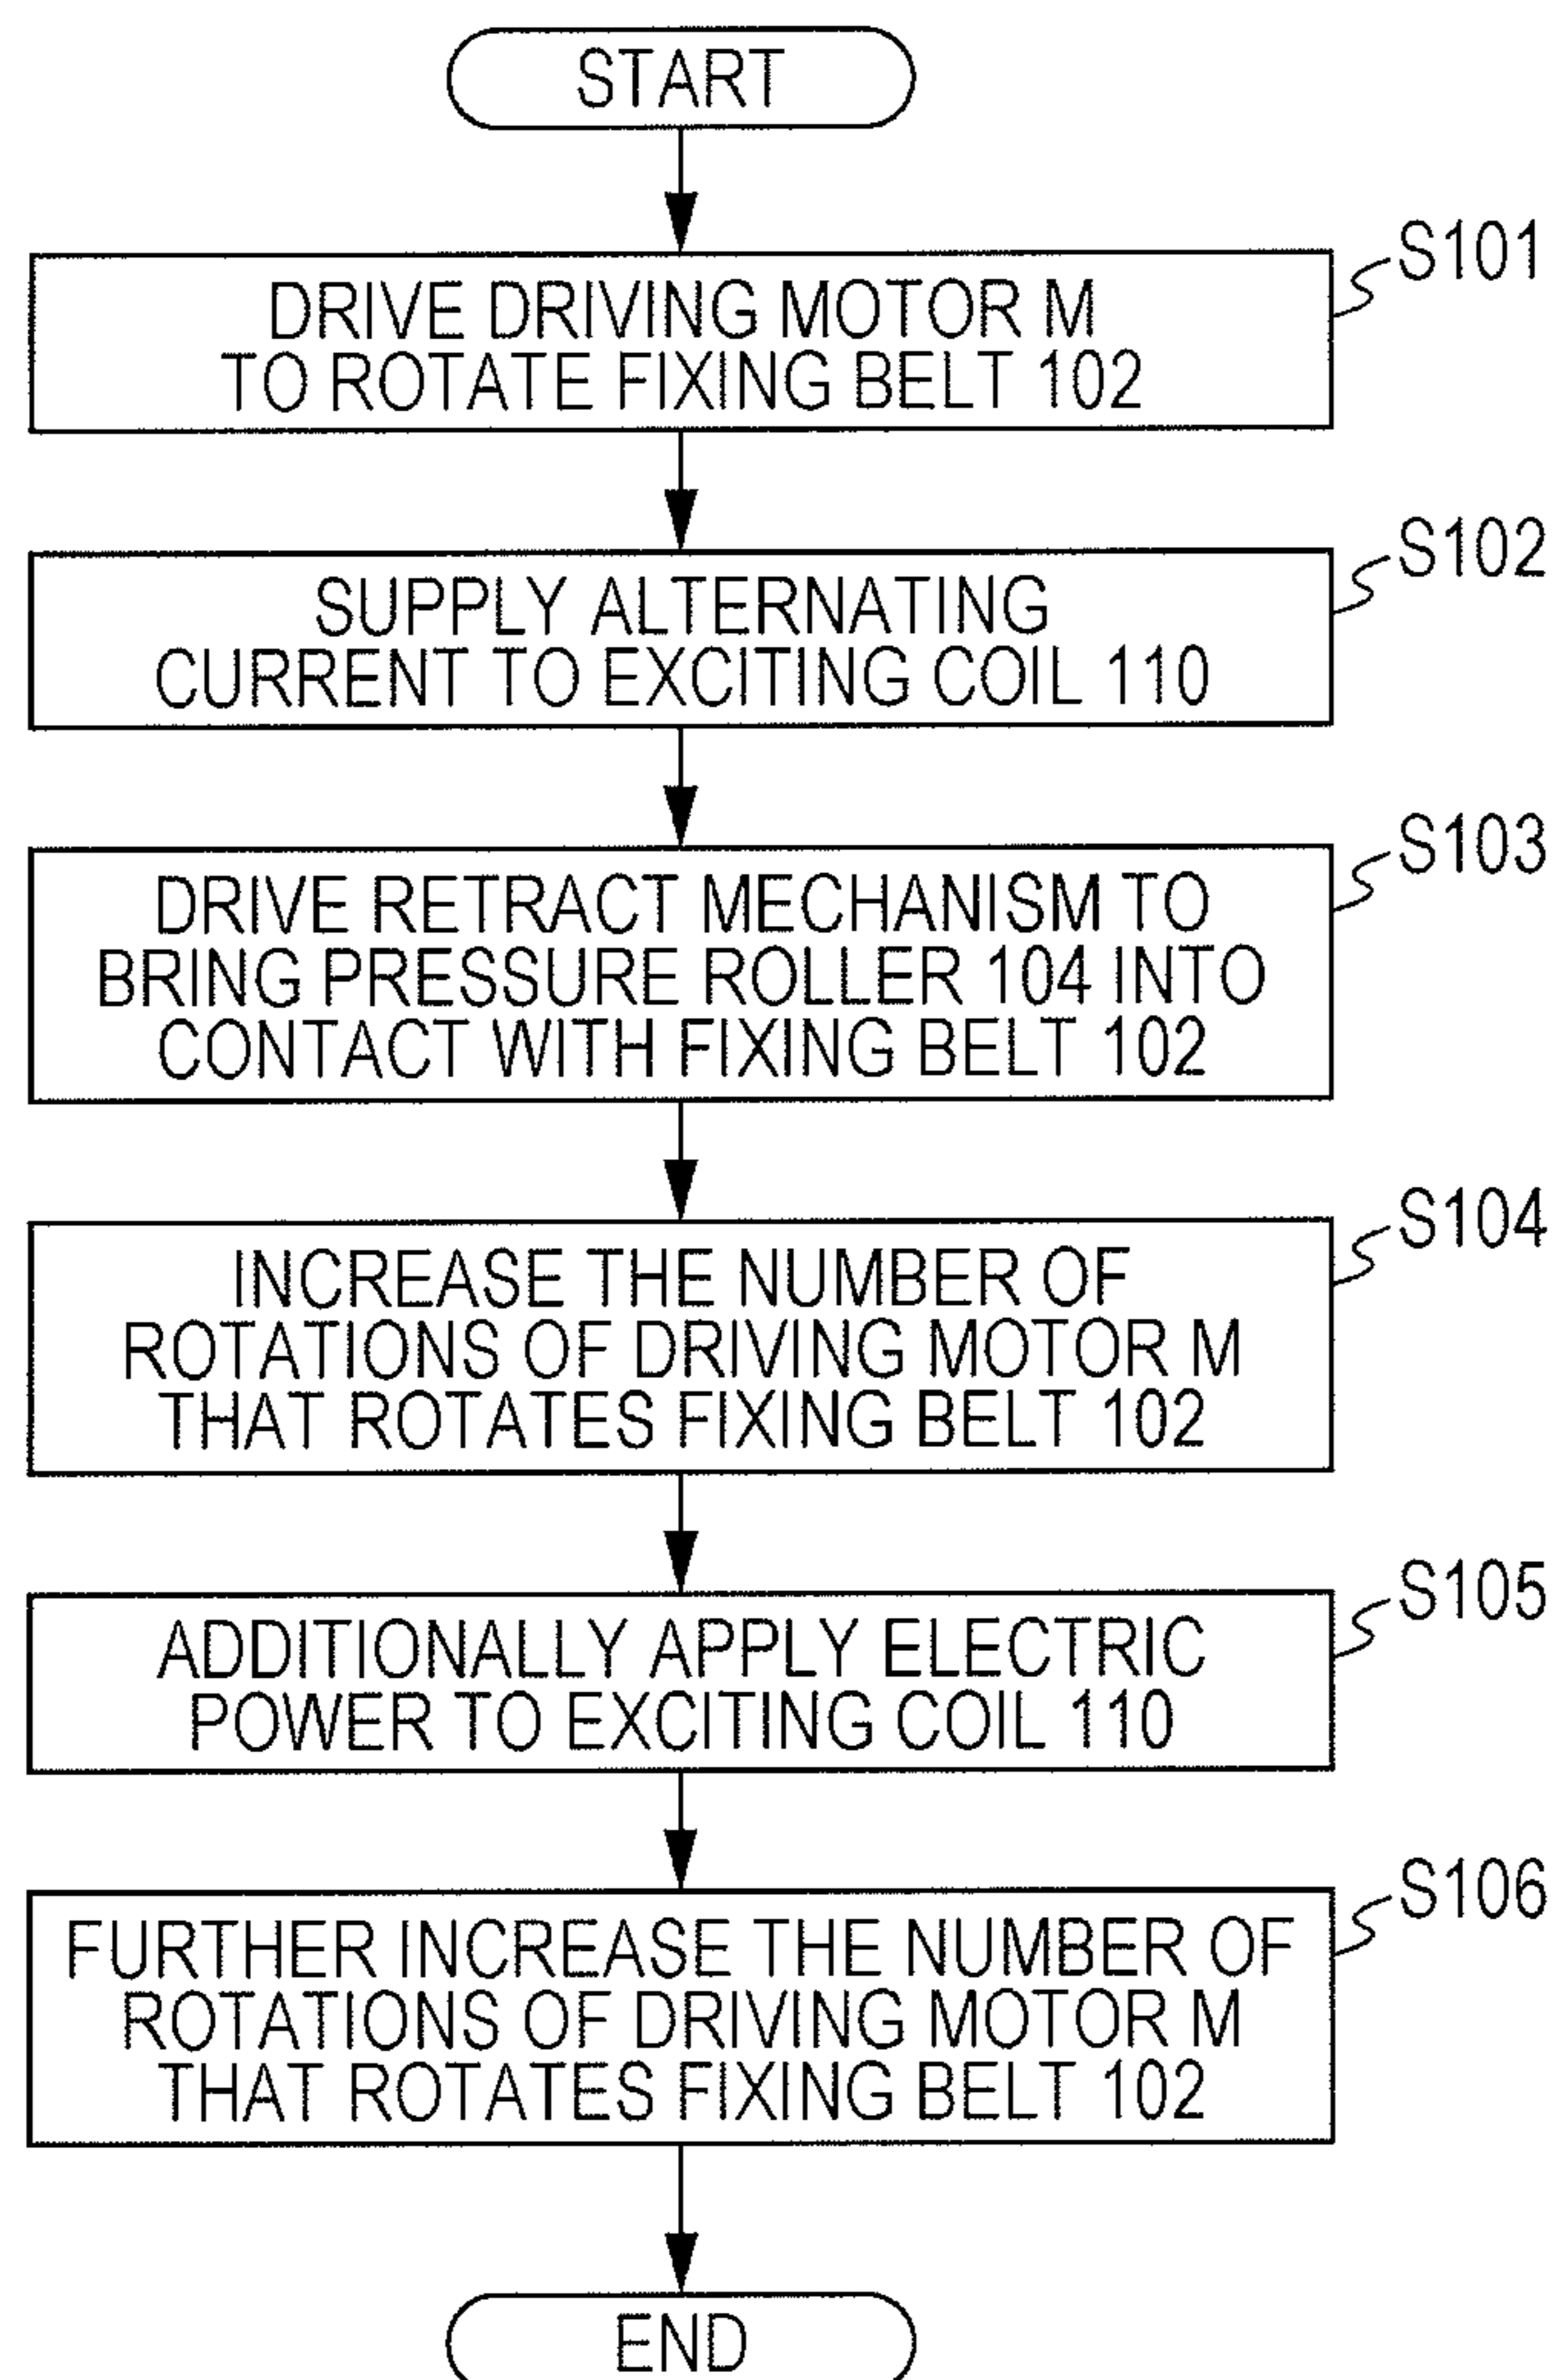 START
S101
DRIVE DRIVING MOTOR M
TO ROTATE FIXING BELT 102
S102
SUPPLY ALTERNATING
CURRENT TO EXCITING COIL 110
S103
DRIVE RETRACT MECHANISM TO
BRING PRESSURE ROLLER 104 INTO
CONTACT WITH FIXING BELT 102
S104
INCREASE THE NUMBER OF
ROTATIONS OF DRIVING MOTOR M
THAT ROTATES FIXING BELT 102
S105
ADDITIONALLY APPLY ELECTRIC
POWER TO EXCITING COIL 110
S106
FURTHER INCREASE THE NUMBER OF
ROTATIONS OF DRIVING MOTOR M
THAT ROTATES FIXING BELT 102
END